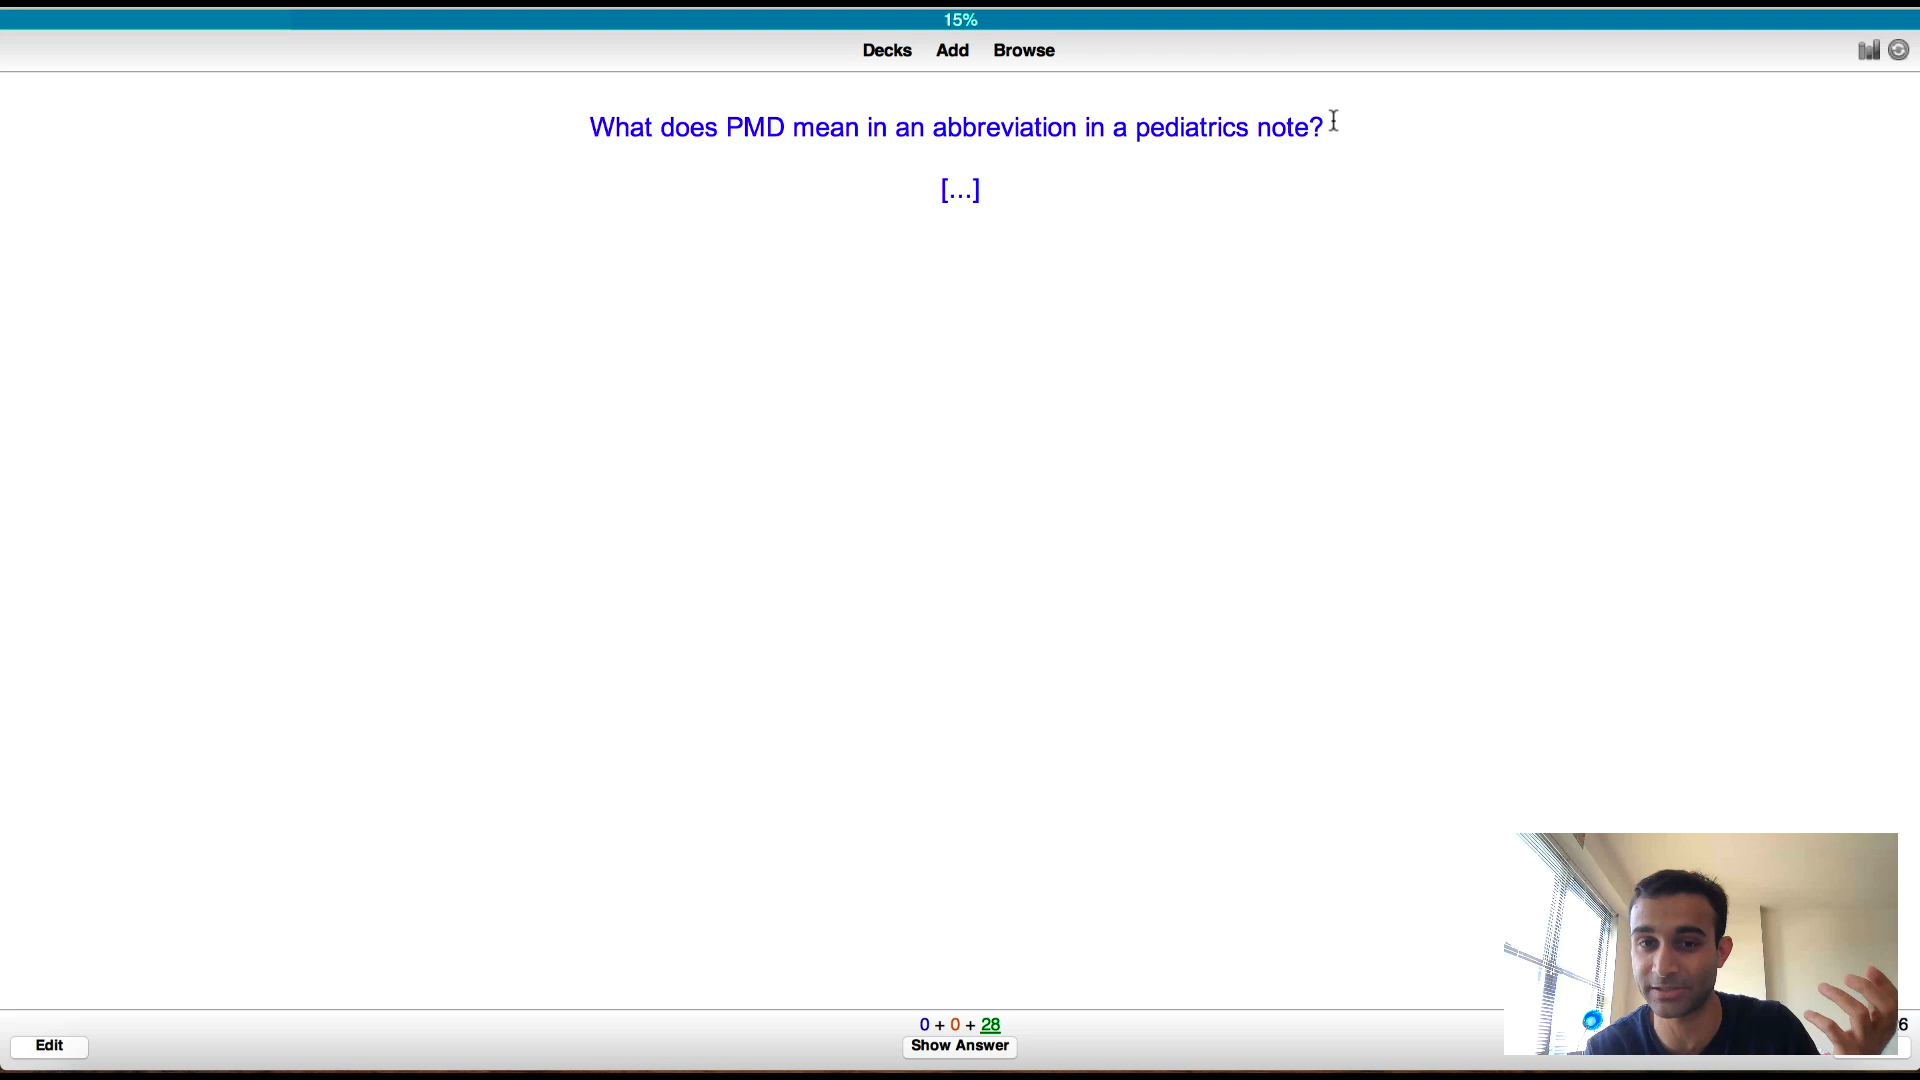 15%
Decks Add Browse
What does PMD mean in an abbreviation in a pediatrics note?
[...]
0 + 0 + 28
6
Edit
Show Answer